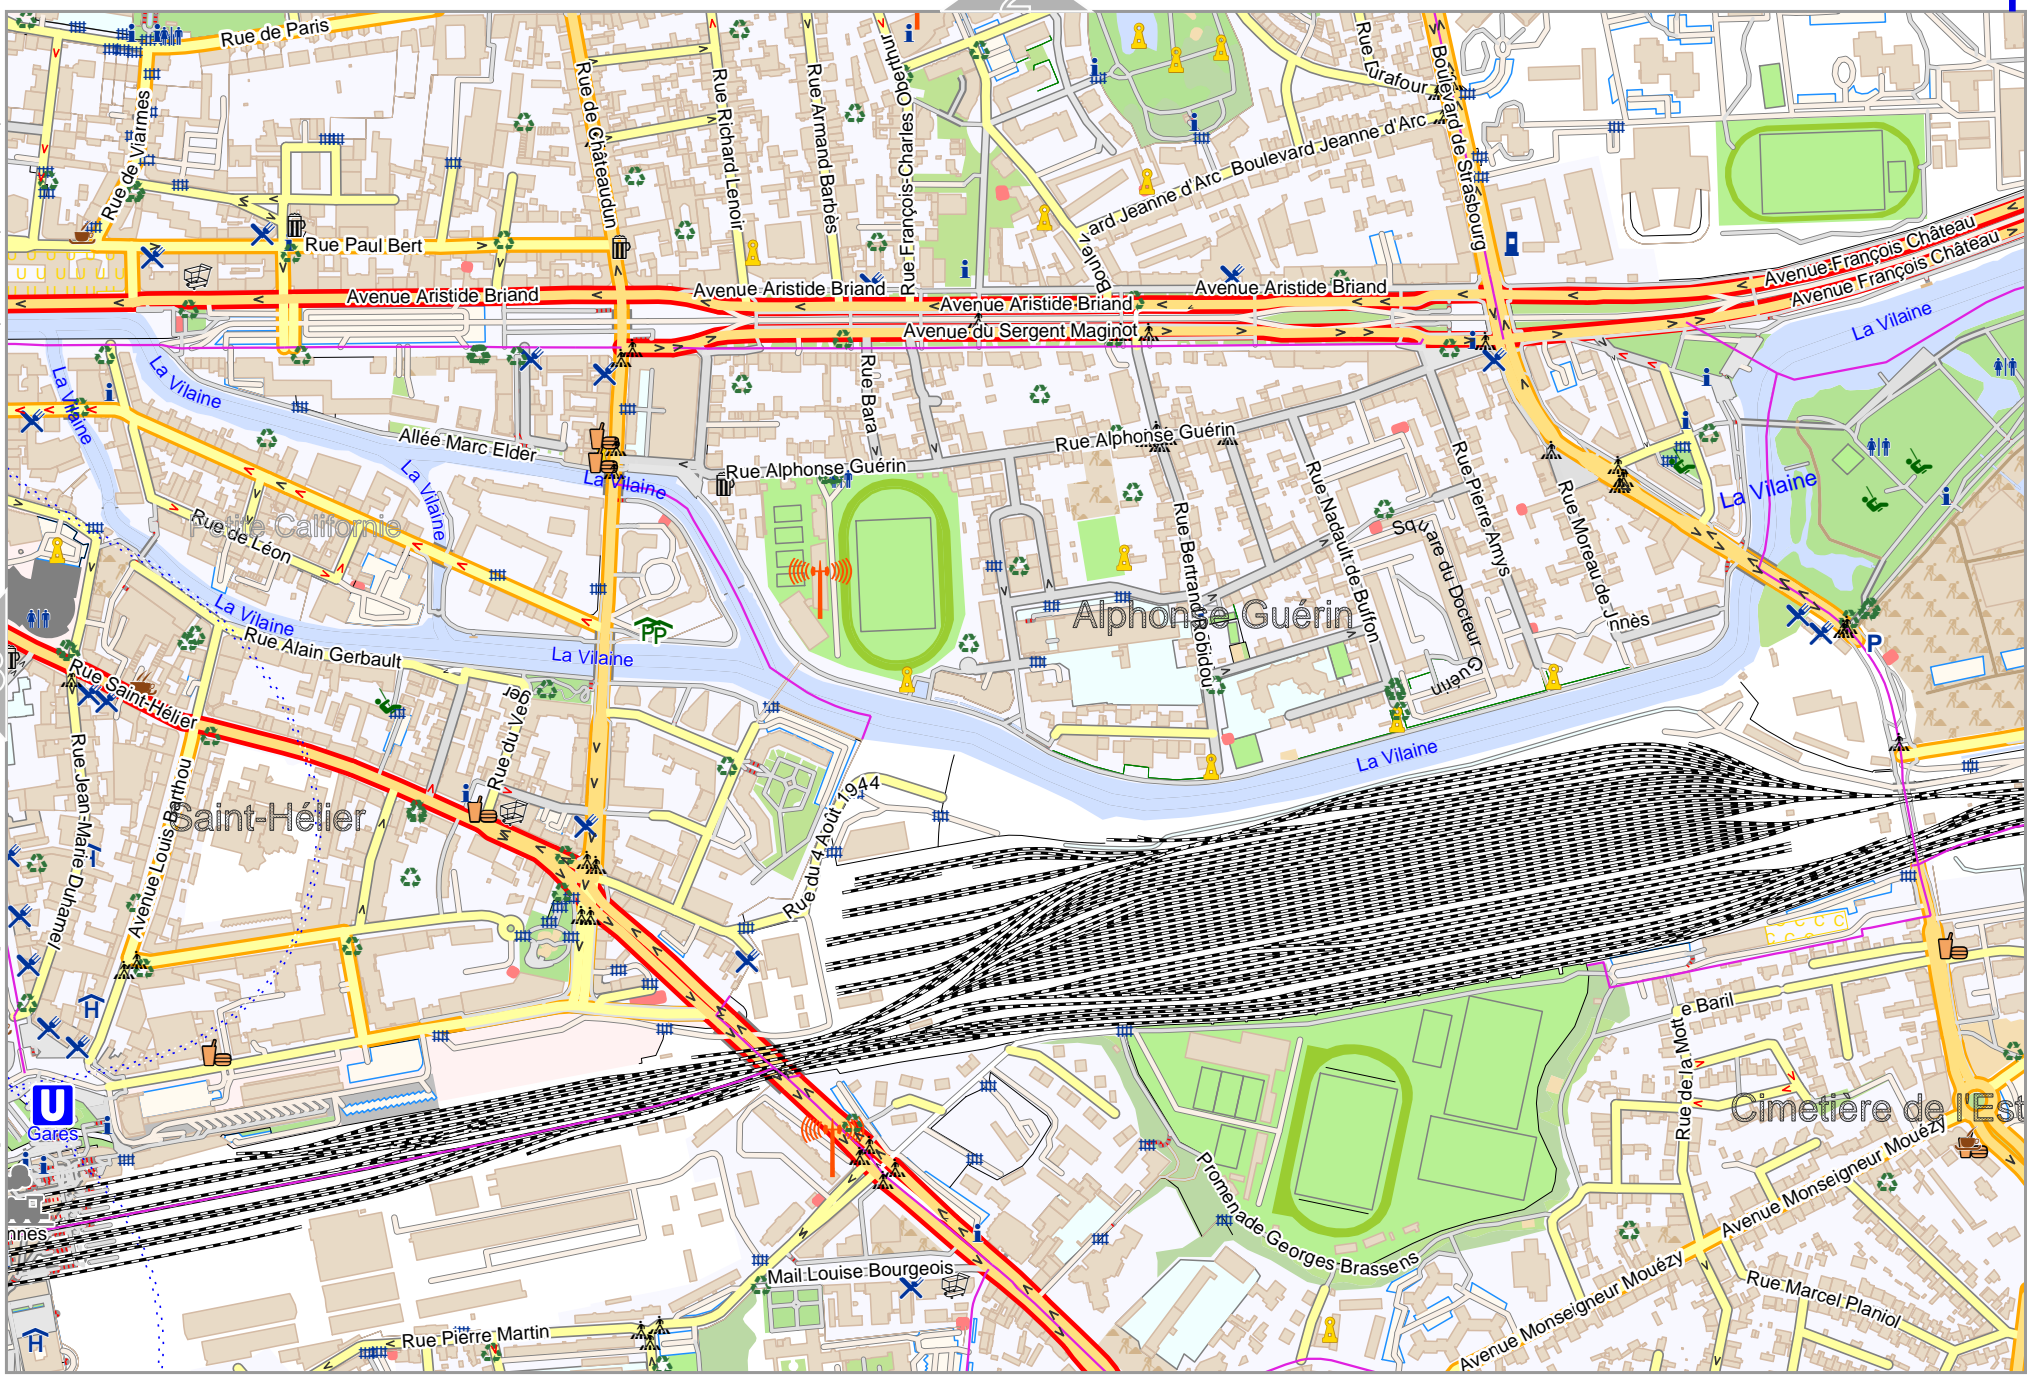 2
Rue de Paris
Rue de Viarmes
Rue de Châteaudun
Rue Richard Lenoir
Rue Armand Barbès
Rue François-Charles Oberthur
Boulevard Jeanne d'Arc
Rue Durafour
Boulevard de Strasbourg
Rue Paul Bert
Avenue Aristide Briand
Avenue Aristide Briand
Avenue Aristide Briand
Avenue Aristide Briand
Avenue du Sergent Maginot
Avenue François Château
Avenue François Château
La Vilaine
La Vilaine
La Vilaine
La Vilaine
La Vilaine
La Vilaine
Allée Marc Elder
Rue Bara
Rue Alphonse Guérin
Rue Alphonse Guérin
Petite Californie
Rue de Léon
Rue Bertrand Robidou
Rue Nadault de Buffon
Square du Docteur Guérin
Rue Pierre Amys
Rue Moreau de Jonnès
Alphonse Guérin
La Vilaine
Rue Alain Gerbault
La Vilaine
PP
P
Rue Saint-Hélier
Rue du Verger
Rue Jean-Marie Duhamel
Avenue Louis Barthou
Saint-Hélier
Rue du 4 Août 1944
La Vilaine
H
H
U
Gares
nnes
H
C C C C
C C C C
Rue de la Motte Baril
Cimetière de l'Est
Avenue Monseigneur Mouézy
Avenue Monseigneur Mouézy
Promenade Georges Brassens
Rue Marcel Planiol
Mail Louise Bourgeois
Rue Pierre Martin